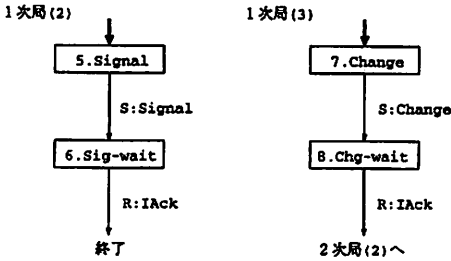 1次局(2)
5.Signal
S:Signal
6.Sig-wait
R:IAck
終了
1次局(3)
7.Change
S:Change
8.Chg-wait
R:IAck
2次局(2)へ